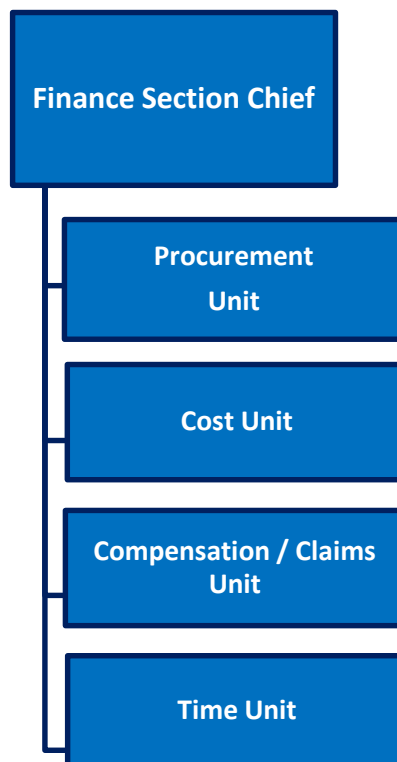 Finance Section Chief
Procurement
Unit
Cost Unit
Compensation / Claims
Unit
Time Unit